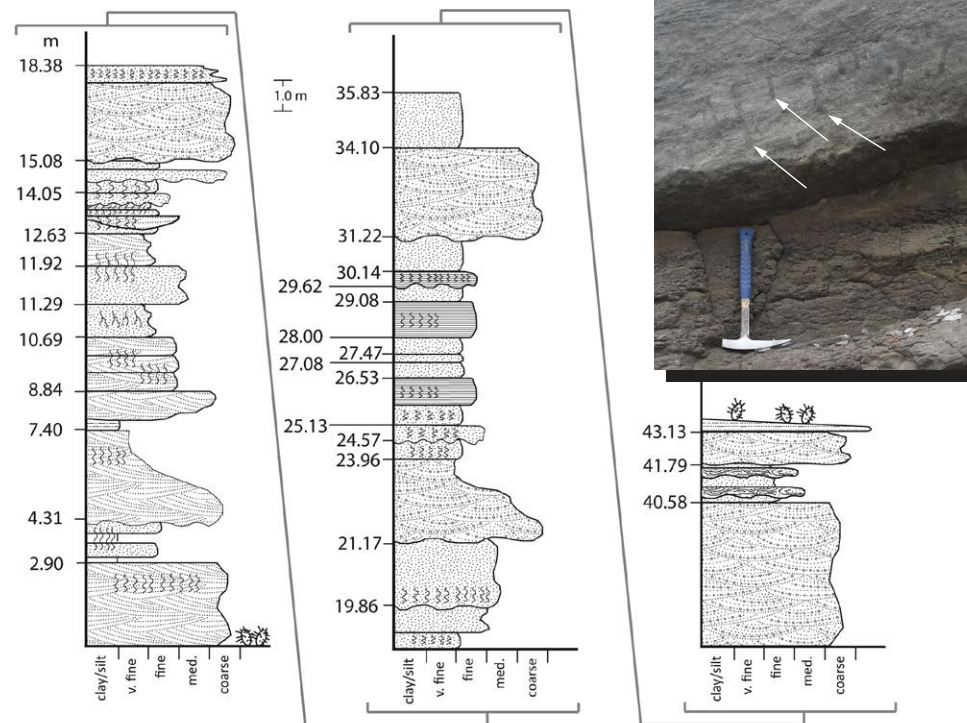 m
18.38
15.08
14.05
12.63
11.92
11.29
10.69
8.84
7.40
4.31
2.90
clay/silt
v. fine
fine
med.
coarse
1.0 m
35.83
34.10
31.22
30.14
29.62
29.08
28.00
27.47
27.08
26.53
25.13
24.57
23.96
21.17
19.86
clay/silt
v. fine
fine
med.
coarse
43.13
41.79
40.58
clay/silt
v. fine
fine
med.
coarse